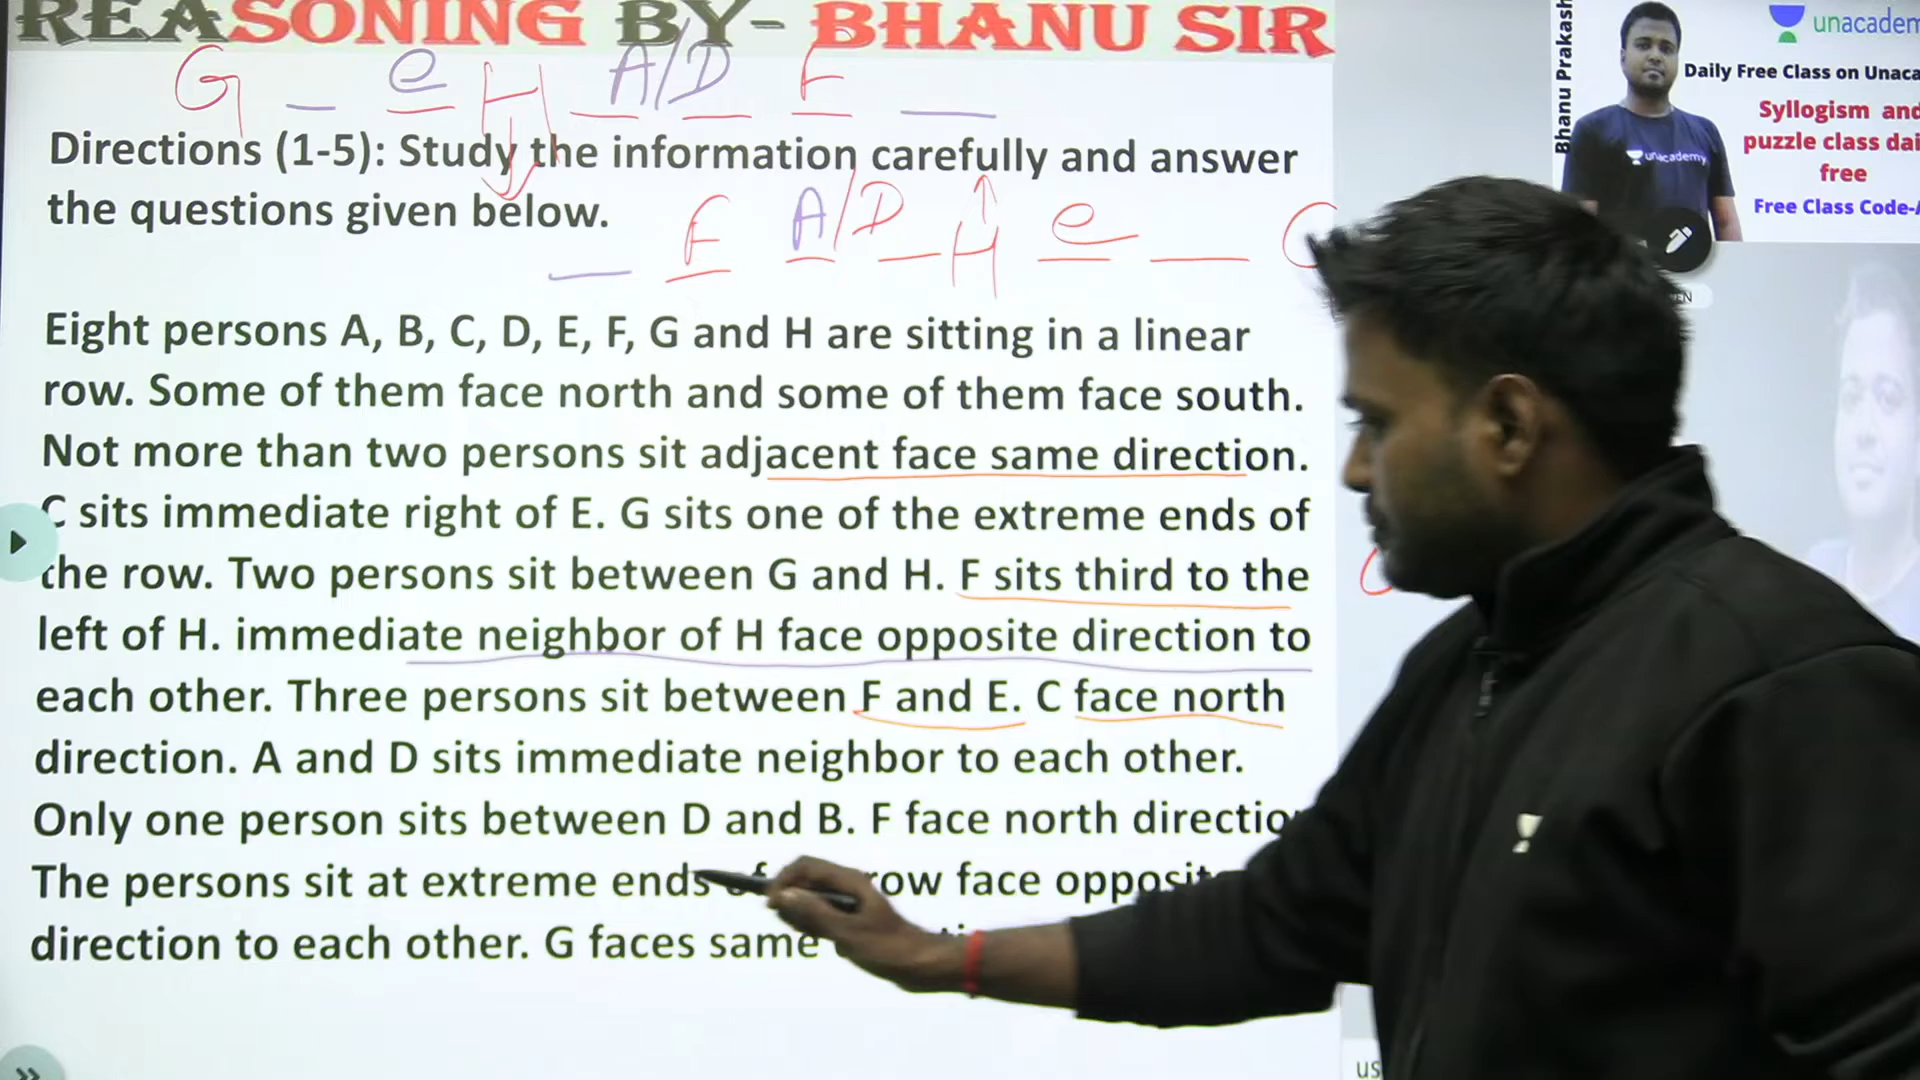 REASONING BY- BHANU SIR
G _ e H _ A/D _ F _
Directions (1-5): Study the information carefully and answer
the questions given below.
_ F A/D _ H e _
Eight persons A, B, C, D, E, F, G and H are sitting in a linear
row. Some of them face north and some of them face south.
Not more than two persons sit adjacent face same direction.
C sits immediate right of E. G sits one of the extreme ends of
the row. Two persons sit between G and H. F sits third to the
left of H. immediate neighbor of H face opposite direction to
each other. Three persons sit between F and E. C face north
direction. A and D sits immediate neighbor to each other.
Only one person sits between D and B. F face north directio
The persons sit at extreme ends of row face opposit
direction to each other. G faces same
Bhanu Prakash
unacadem
Daily Free Class on Unaca
Syllogism and
puzzle class dai
free
Free Class Code-
unacademy
EN
us